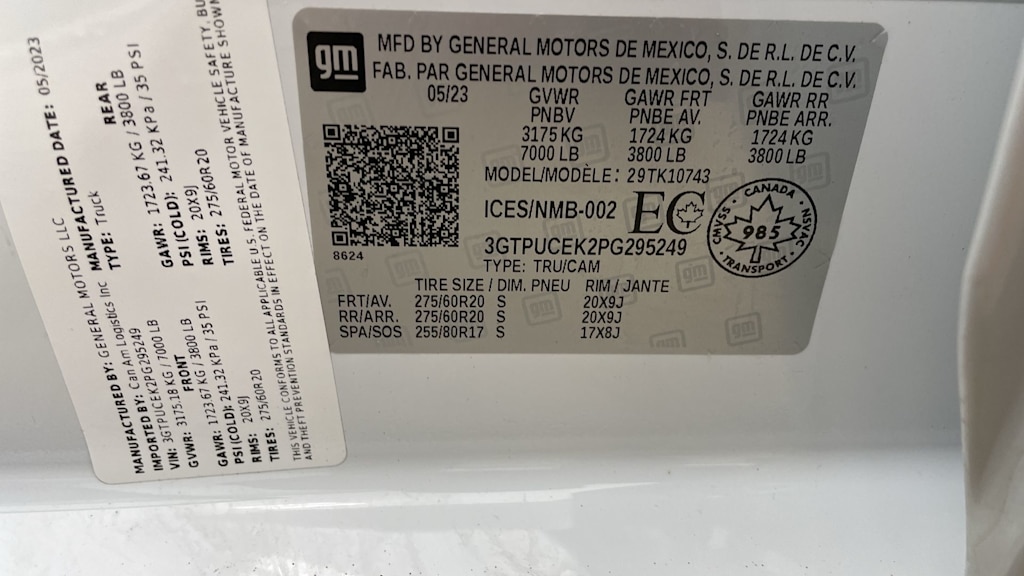 MANUFACTURED BY: GENERAL MOTORS LLC MANUFACTURED DATE: 05/2023
IMPORTED BY: Can Am Logistics Inc TYPE: Truck
VIN: 3GTPUCEK2PG295249
GVWR: 3175.18 KG / 7000 LB
FRONT REAR
GAWR: 1723.67 KG / 3800 LB GAWR: 1723.67 KG / 3800 LB
PSI (COLD): 241.32 KPa / 35 PSI PSI (COLD): 241.32 KPa / 35 PSI
RIMS: 20X9J RIMS: 20X9J
TIRES: 275/60R20 TIRES: 275/60R20
THIS VEHICLE CONFORMS TO ALL APPLICABLE U.S. FEDERAL MOTOR VEHICLE SAFETY, BU
AND THEFT PREVENTION STANDARDS IN EFFECT ON THE DATE OF MANUFACTURE SHOWN
gm
MFD BY GENERAL MOTORS DE MEXICO, S. DE R.L. DE C.V.
FAB. PAR GENERAL MOTORS DE MEXICO, S. DE R.L. DE C.V.
05/23 GVWR GAWR FRT GAWR RR
PNBV PNBE AV. PNBE ARR.
3175 KG 1724 KG 1724 KG
7000 LB 3800 LB 3800 LB
MODEL/MODÈLE: 29TK10743
ICES/NMB-002 EC
3GTPUCEK2PG295249
TYPE: TRU/CAM
8624
CANADA
CMVSS 985 NSVAC
TRANSPORT
TIRE SIZE / DIM. PNEU RIM / JANTE
FRT/AV. 275/60R20 S 20X9J
RR/ARR. 275/60R20 S 20X9J
SPA/SOS 255/80R17 S 17X8J